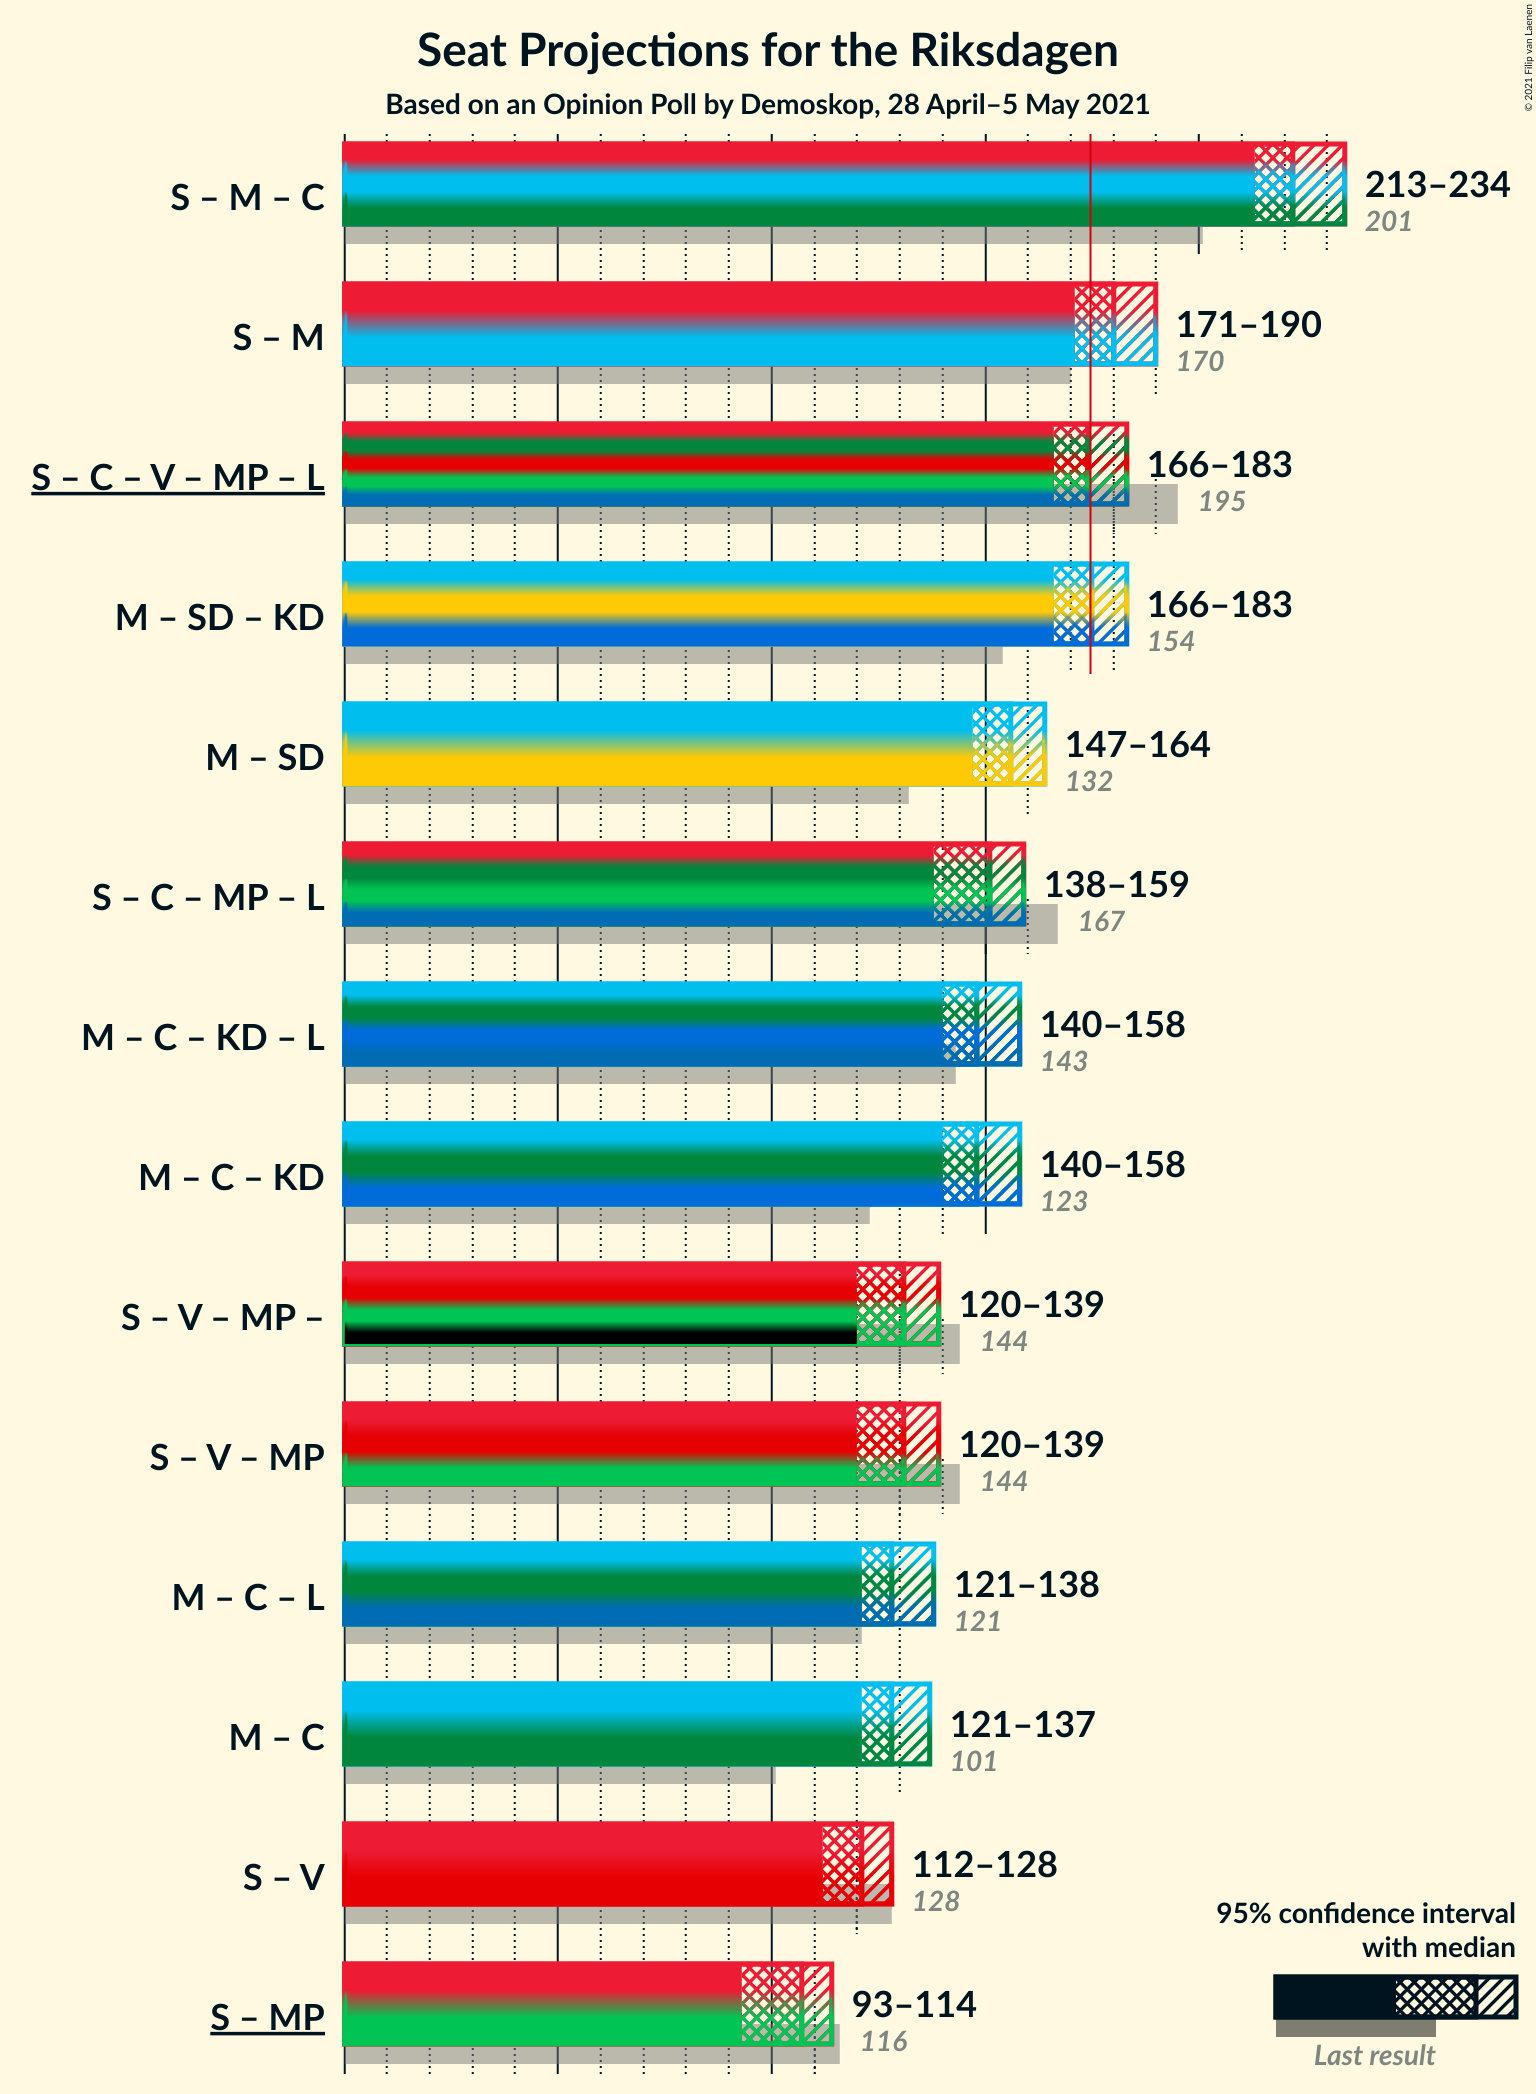 Seat Projections for the Riksdagen
Based on an Opinion Poll by Demoskop, 28 April–5 May 2021
© 2021 Filip van Laenen
S – M – C
213–234
201
S – M
171–190
170
S – C – V – MP – L
166–183
195
M – SD – KD
166–183
154
M – SD
147–164
132
S – C – MP – L
138–159
167
M – C – KD – L
140–158
143
M – C – KD
140–158
123
S – V – MP –
120–139
144
S – V – MP
120–139
144
M – C – L
121–138
121
M – C
121–137
101
S – V
112–128
128
S – MP
93–114
116
95% confidence interval
with median
Last result